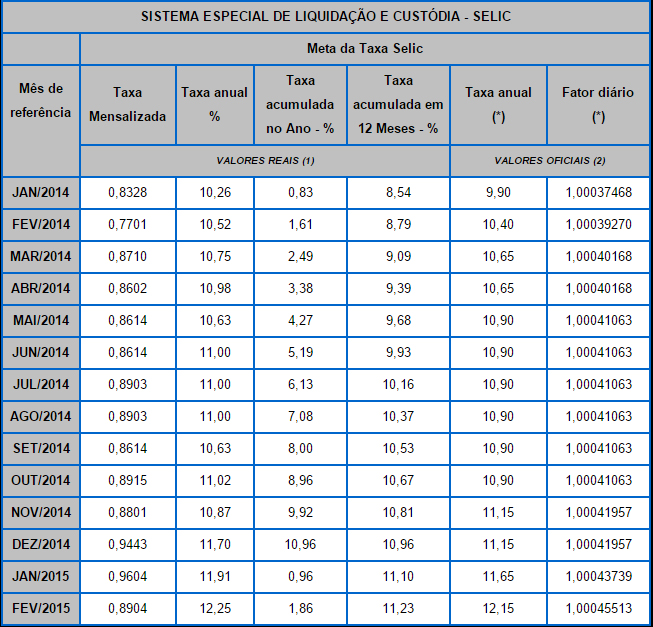 SISTEMA ESPECIAL DE LIQUIDAÇÃO E CUSTÓDIA - SELIC
Meta da Taxa Selic
Mês de referência Taxa Mensalizada Taxa anual % Taxa acumulada no Ano - % Taxa acumulada em 12 Meses - % Taxa anual (*) Fator diário (*)
VALORES REAIS (1) VALORES OFICIAIS (2)
JAN/2014 0,8328 10,26 0,83 8,54 9,90 1,00037468
FEV/2014 0,7701 10,52 1,61 8,79 10,40 1,00039270
MAR/2014 0,8710 10,75 2,49 9,09 10,65 1,00040168
ABR/2014 0,8602 10,98 3,38 9,39 10,65 1,00040168
MAI/2014 0,8614 10,63 4,27 9,68 10,90 1,00041063
JUN/2014 0,8614 11,00 5,19 9,93 10,90 1,00041063
JUL/2014 0,8903 11,00 6,13 10,16 10,90 1,00041063
AGO/2014 0,8903 11,00 7,08 10,37 10,90 1,00041063
SET/2014 0,8614 10,63 8,00 10,53 10,90 1,00041063
OUT/2014 0,8915 11,02 8,96 10,67 10,90 1,00041063
NOV/2014 0,8801 10,87 9,92 10,81 11,15 1,00041957
DEZ/2014 0,9443 11,70 10,96 10,96 11,15 1,00041957
JAN/2015 0,9604 11,91 0,96 11,10 11,65 1,00043739
FEV/2015 0,8904 12,25 1,86 11,23 12,15 1,00045513